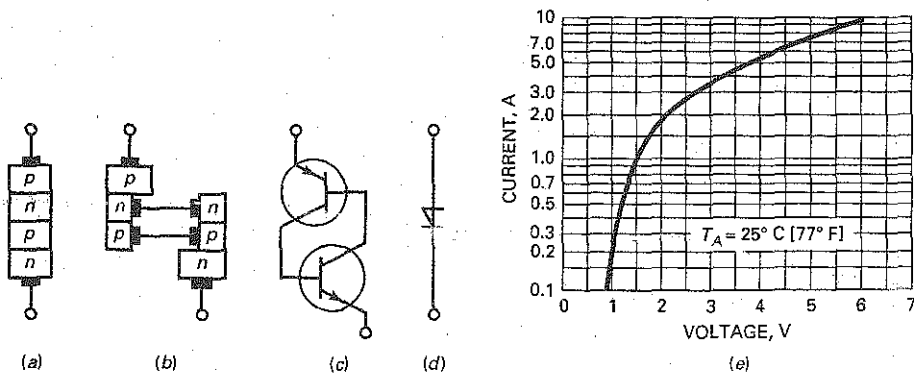 p
n
p
n
(a)
p
n
n
p
p
n
(b)
(c)
(d)
CURRENT, A
10
7.0
5.0
3.0
2.0
1.0
0.7
0.5
0.3
0.2
0.1
T_A = 25° C [77° F]
0 1 2 3 4 5 6 7
VOLTAGE, V
(e)